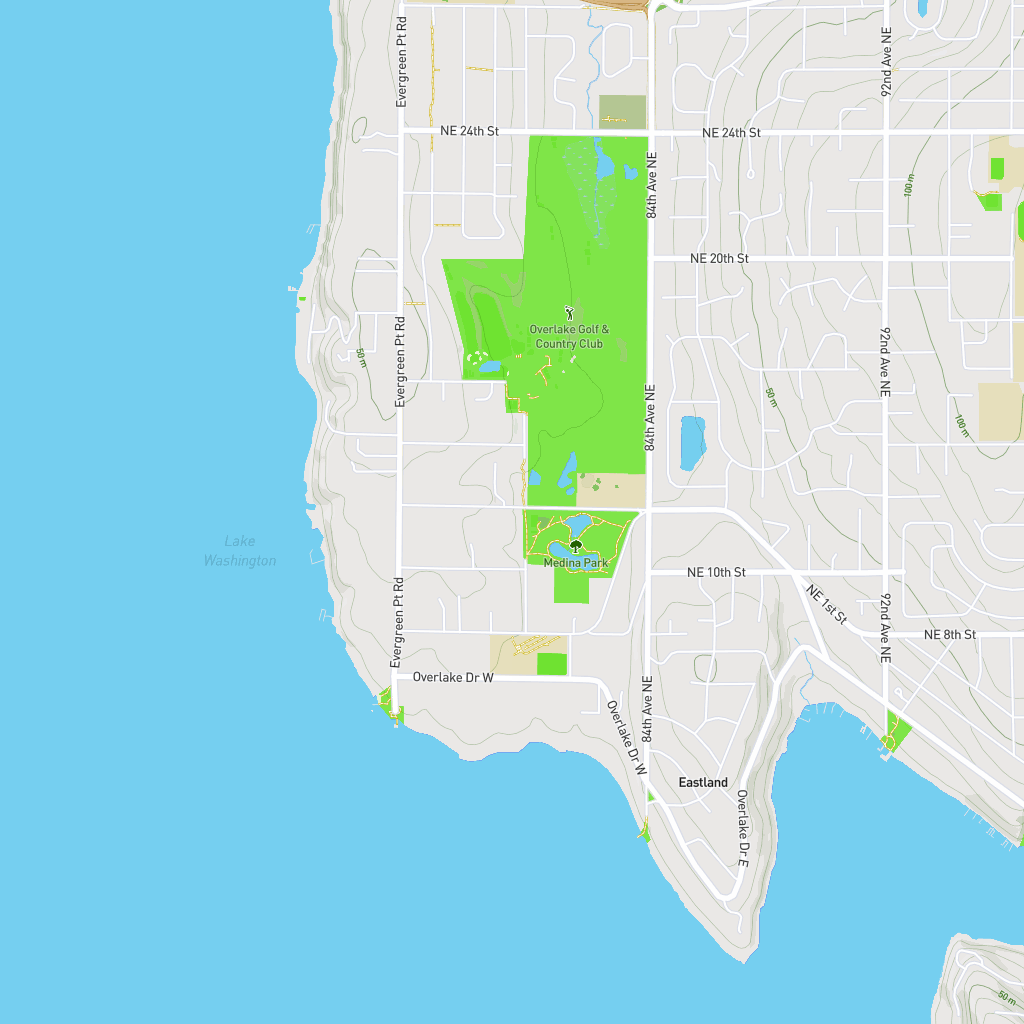 Evergreen Pt Rd
92nd Ave NE
NE 24th St
NE 24th St
84th Ave NE
100 m
NE 20th St
Overlake Golf &
Country Club
Evergreen Pt Rd
50 m
92nd Ave NE
84th Ave NE
50 m
100 m
Lake
Washington
Medina Park
NE 10th St
NE 1st St
Evergreen Pt Rd
92nd Ave NE
NE 8th St
Overlake Dr W
84th Ave NE
Overlake Dr W
Eastland
Overlake Dr E
50 m